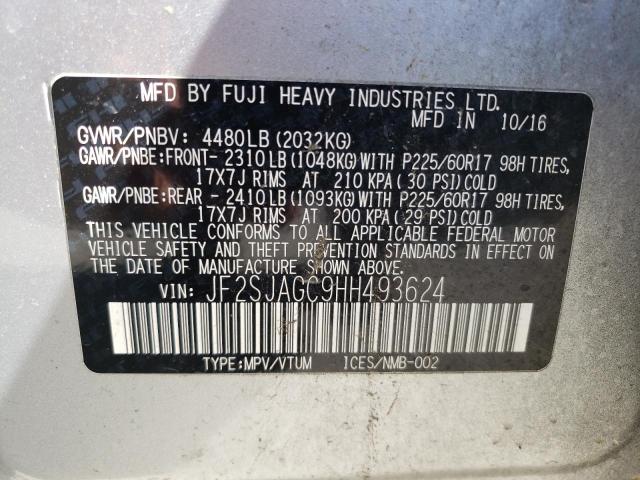 MFD BY FUJI HEAVY INDUSTRIES LTD.
MFD IN 10/16
GVWR/PNBV: 4480LB (2032KG)
GAWR/PNBE:FRONT- 2310LB (1048KG)WITH P225/60R17 98H TIRES,
17X7J RIMS AT 210 KPA( 30 PSI)COLD
GAWR/PNBE:REAR -2410LB (1093KG)WITH P225/60R17 98H TIRES,
17X7J RIMS AT 200 KPA( 29 PSI)COLD
THIS VEHICLE CONFORMS TO ALL APPLICABLE FEDERAL MOTOR
VEHICLE SAFETY AND THEFT PREVENTION STANDARDS IN EFFECT
ON THE DATE OF MANUFACTURE SHOWN ABOVE.
VIN: JF2SJAGC9HH493624
TYPE:MPV/VTUM ICES/NMB-002